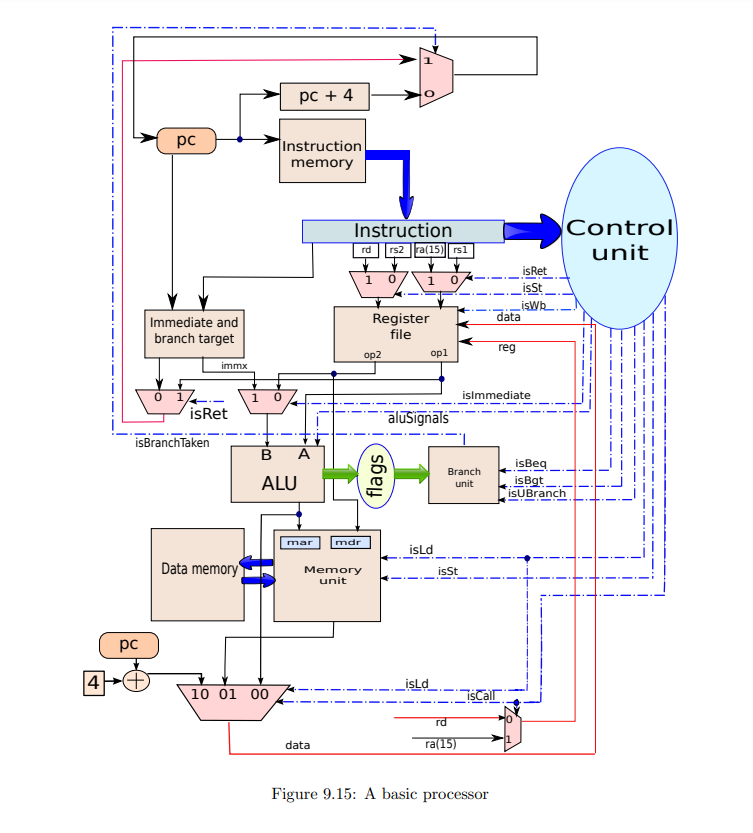 1
0
pc + 4
pc
Instruction
memory
Control
unit
Instruction
rd
rs2
ra(15)
rs1
1 0
1 0
isRet
isSt
isWb
data
reg
Immediate and
branch target
Register
file
op2
op1
immx
0 1
isRet
1 0
isImmediate
aluSignals
isBranchTaken
B
A
ALU
flags
Branch
unit
isBeq
isBgt
isUBranch
mar
mdr
Data memory
Memory
unit
isLd
isSt
pc
4
+
10 01 00
isLd
isCall
rd
0
ra(15)
1
data
Figure 9.15: A basic processor